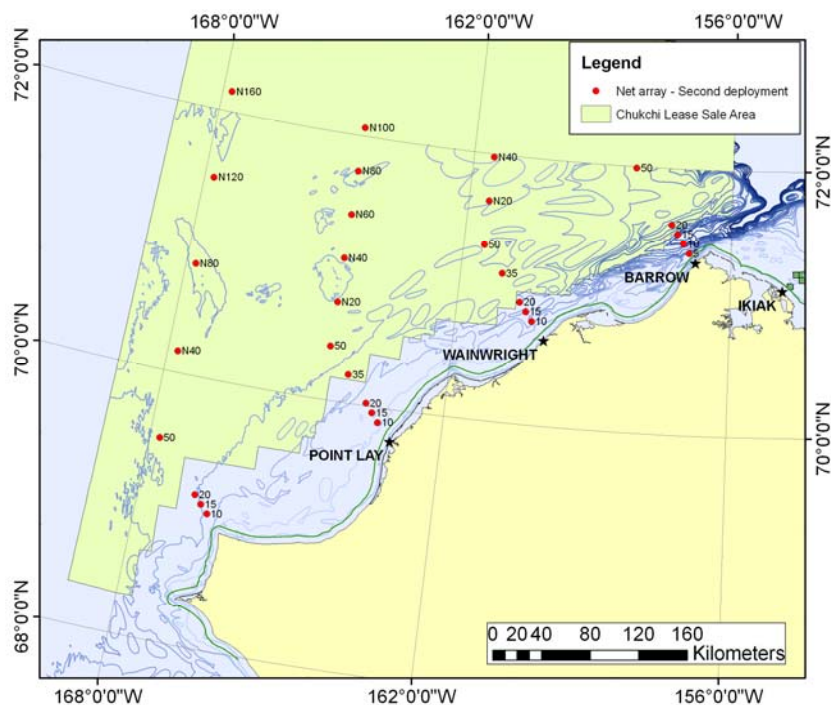 168°0'0"W
162°0'0"W
156°0'0"W
72°0'0"N
Legend
Net array - Second deployment
Chukchi Lease Sale Area
N160
N100
N40
50
72°0'0"N
N120
N80
N20
N60
20
15
10
5
N80
N40
50
35
BARROW
IKIAK
N20
20
15
10
70°0'0"N
N40
50
35
WAINWRIGHT
20
15
10
70°0'0"N
50
POINT LAY
20
15
10
68°0'0"N
0 20 40 80 120 160
Kilometers
168°0'0"W
162°0'0"W
156°0'0"W